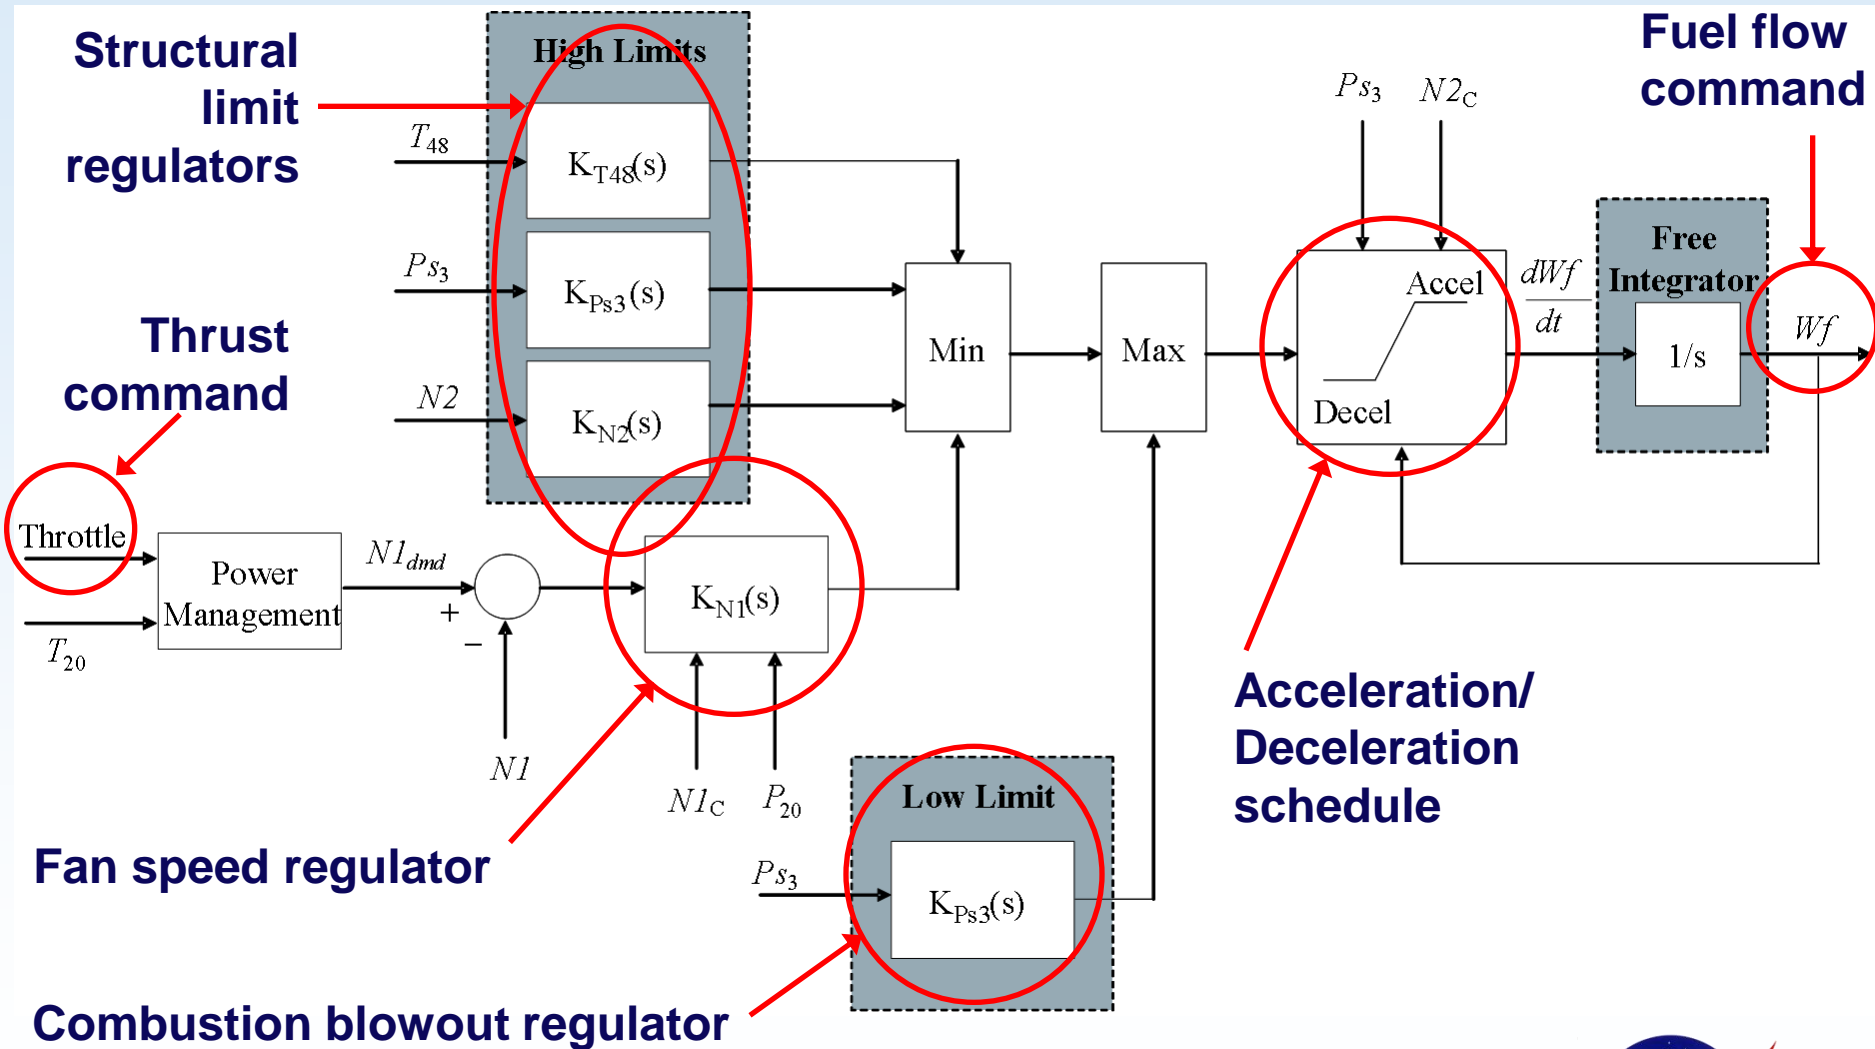 Structural
limit
regulators
High Limits
Fuel flow
command
T48
KT48(s)
Ps3
KPs3(s)
N2
KN2(s)
Ps3
N2C
Thrust
command
Min
Max
Accel
Decel
dWf
dt
Free
Integrator
1/s
Wf
Throttle
T20
Power
Management
N1dmd
+
−
N1
KN1(s)
N1C
P20
Acceleration/
Deceleration
schedule
Fan speed regulator
Low Limit
Ps3
KPs3(s)
Combustion blowout regulator